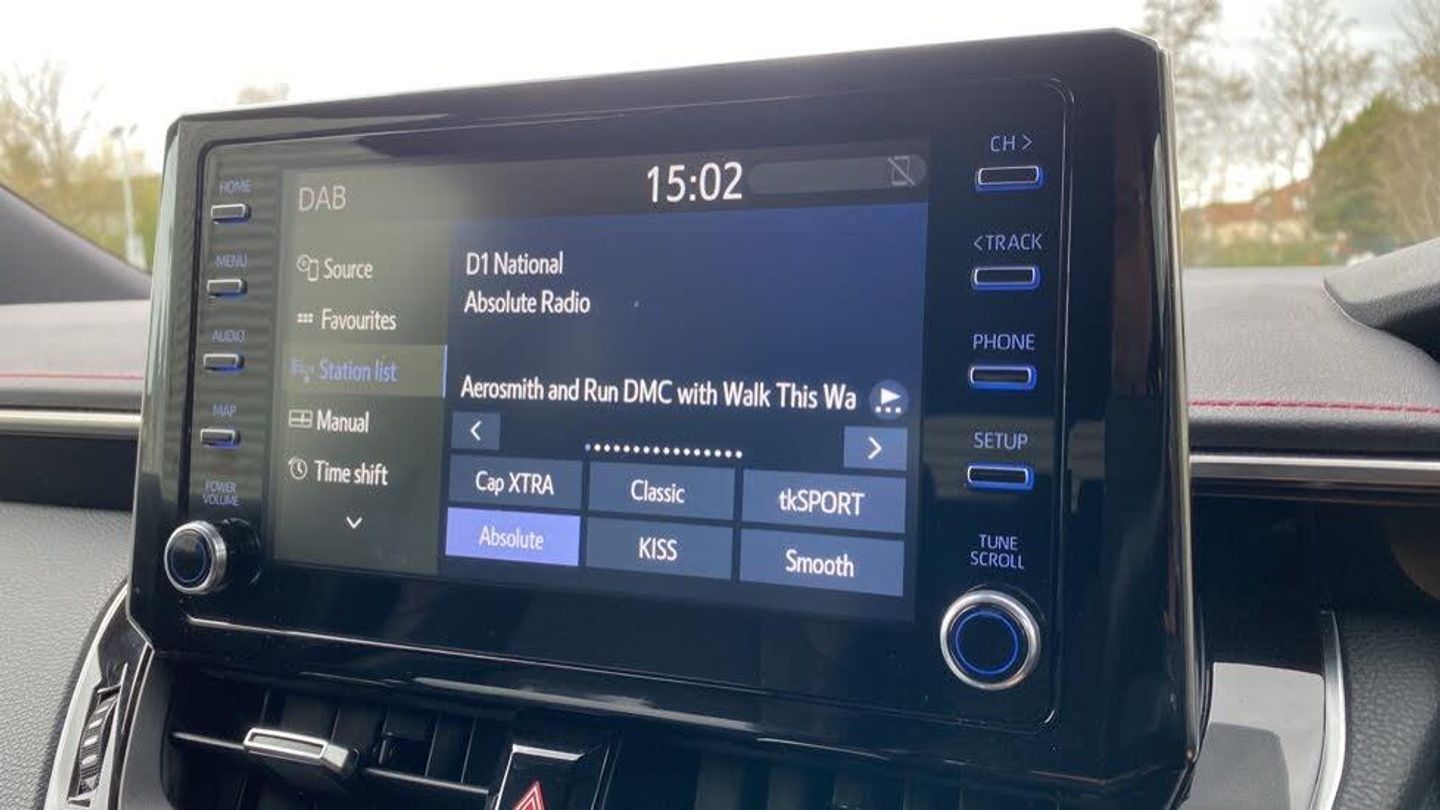 HOME
MENU
AUDIO
MAP
POWER
VOLUME
DAB
15:02
Source
Favourites
Station list
Manual
Time shift
D1 National
Absolute Radio
Aerosmith and Run DMC with Walk This Wa
Cap XTRA
Classic
tkSPORT
Absolute
KISS
Smooth
CH >
<TRACK
PHONE
SETUP
TUNE
SCROLL